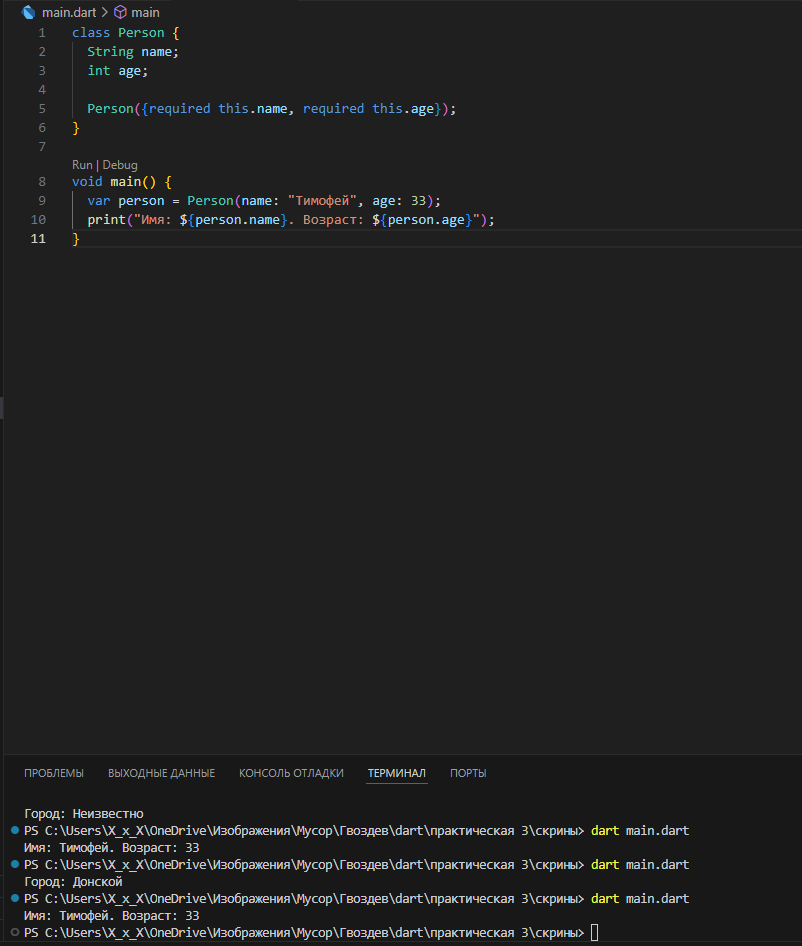 main.dart > main
1 class Person {
2 String name;
3 int age;
4
5 Person({required this.name, required this.age});
6 }
7
Run | Debug
8 void main() {
9 var person = Person(name: "Тимофей", age: 33);
10 print("Имя: ${person.name}. Возраст: ${person.age}");
11 }
ПРОБЛЕМЫ ВЫХОДНЫЕ ДАННЫЕ КОНСОЛЬ ОТЛАДКИ ТЕРМИНАЛ ПОРТЫ
Город: Неизвестно
PS C:\Users\X_x_X\OneDrive\Изображения\Мусор\Гвоздев\dart\практическая 3\скрины> dart main.dart
Имя: Тимофей. Возраст: 33
PS C:\Users\X_x_X\OneDrive\Изображения\Мусор\Гвоздев\dart\практическая 3\скрины> dart main.dart
Город: Донской
PS C:\Users\X_x_X\OneDrive\Изображения\Мусор\Гвоздев\dart\практическая 3\скрины> dart main.dart
Имя: Тимофей. Возраст: 33
PS C:\Users\X_x_X\OneDrive\Изображения\Мусор\Гвоздев\dart\практическая 3\скрины>